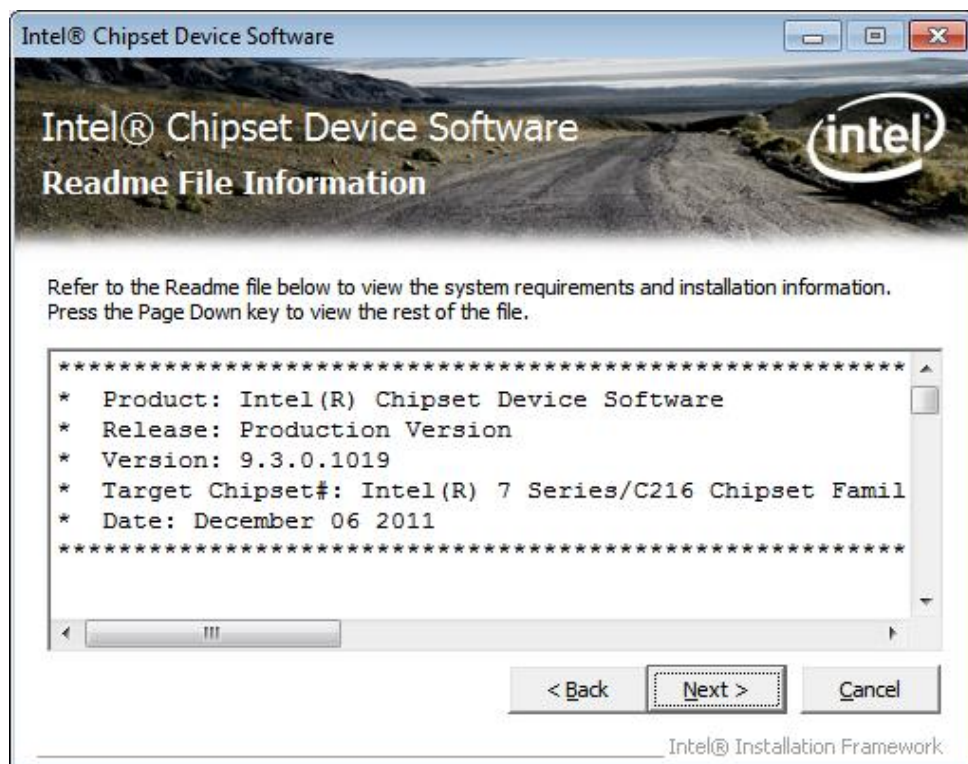 Intel® Chipset Device Software
Intel® Chipset Device Software
intel
Readme File Information
Refer to the Readme file below to view the system requirements and installation information.
Press the Page Down key to view the rest of the file.
********************************************************
* Product: Intel(R) Chipset Device Software
* Release: Production Version
* Version: 9.3.0.1019
* Target Chipset#: Intel(R) 7 Series/C216 Chipset Famil
* Date: December 06 2011
********************************************************
< Back Next > Cancel
Intel® Installation Framework